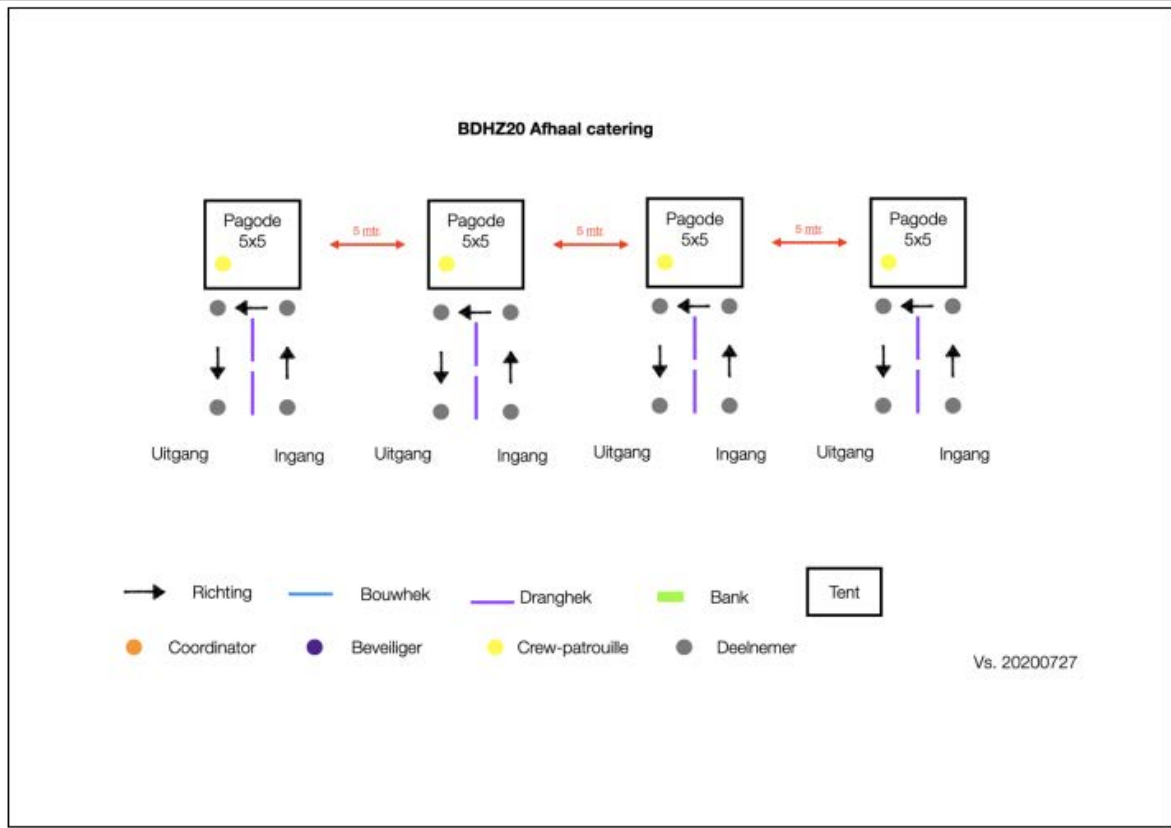 BDHZ20 Afhaal catering
Pagode
5x5
5 mtr.
Pagode
5x5
5 mtr.
Pagode
5x5
5 mtr.
Pagode
5x5
Uitgang Ingang Uitgang Ingang Uitgang Ingang Uitgang Ingang
Richting Bouwhek Dranghek Bank Tent
Coordinator Beveiliger Crew-patrouille Deelnemer
Vs. 20200727